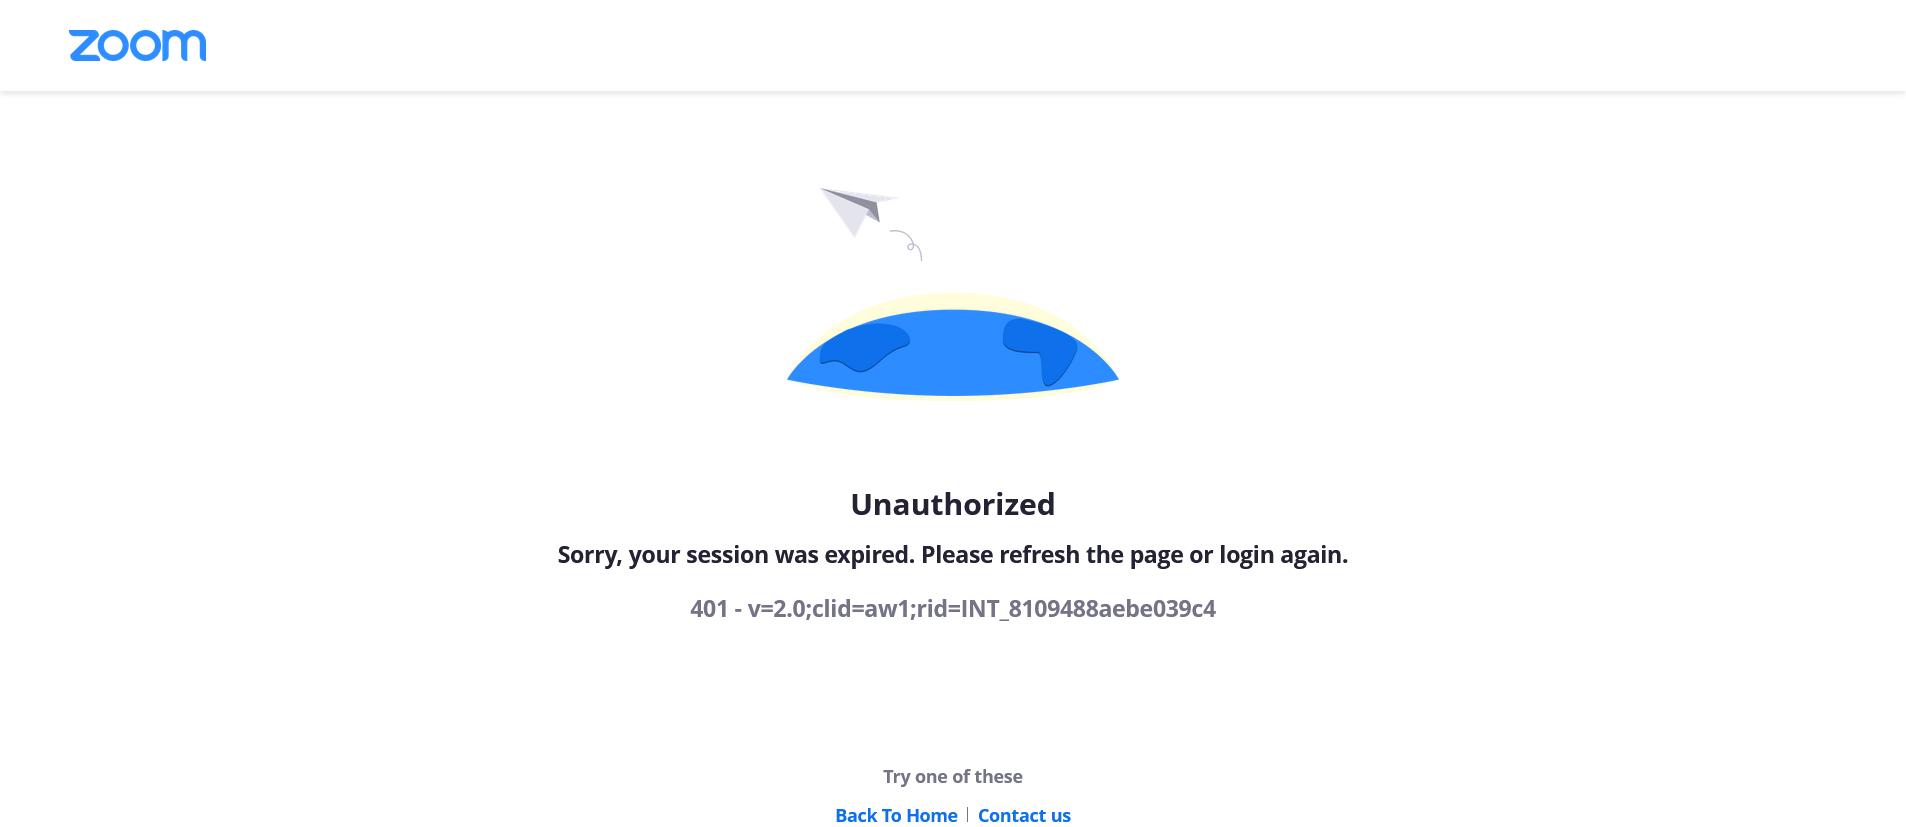 zoom
Unauthorized
Sorry, your session was expired. Please refresh the page or login again.
401 - v=2.0;clid=aw1;rid=INT_8109488aebe039c4
Try one of these
Back To Home | Contact us